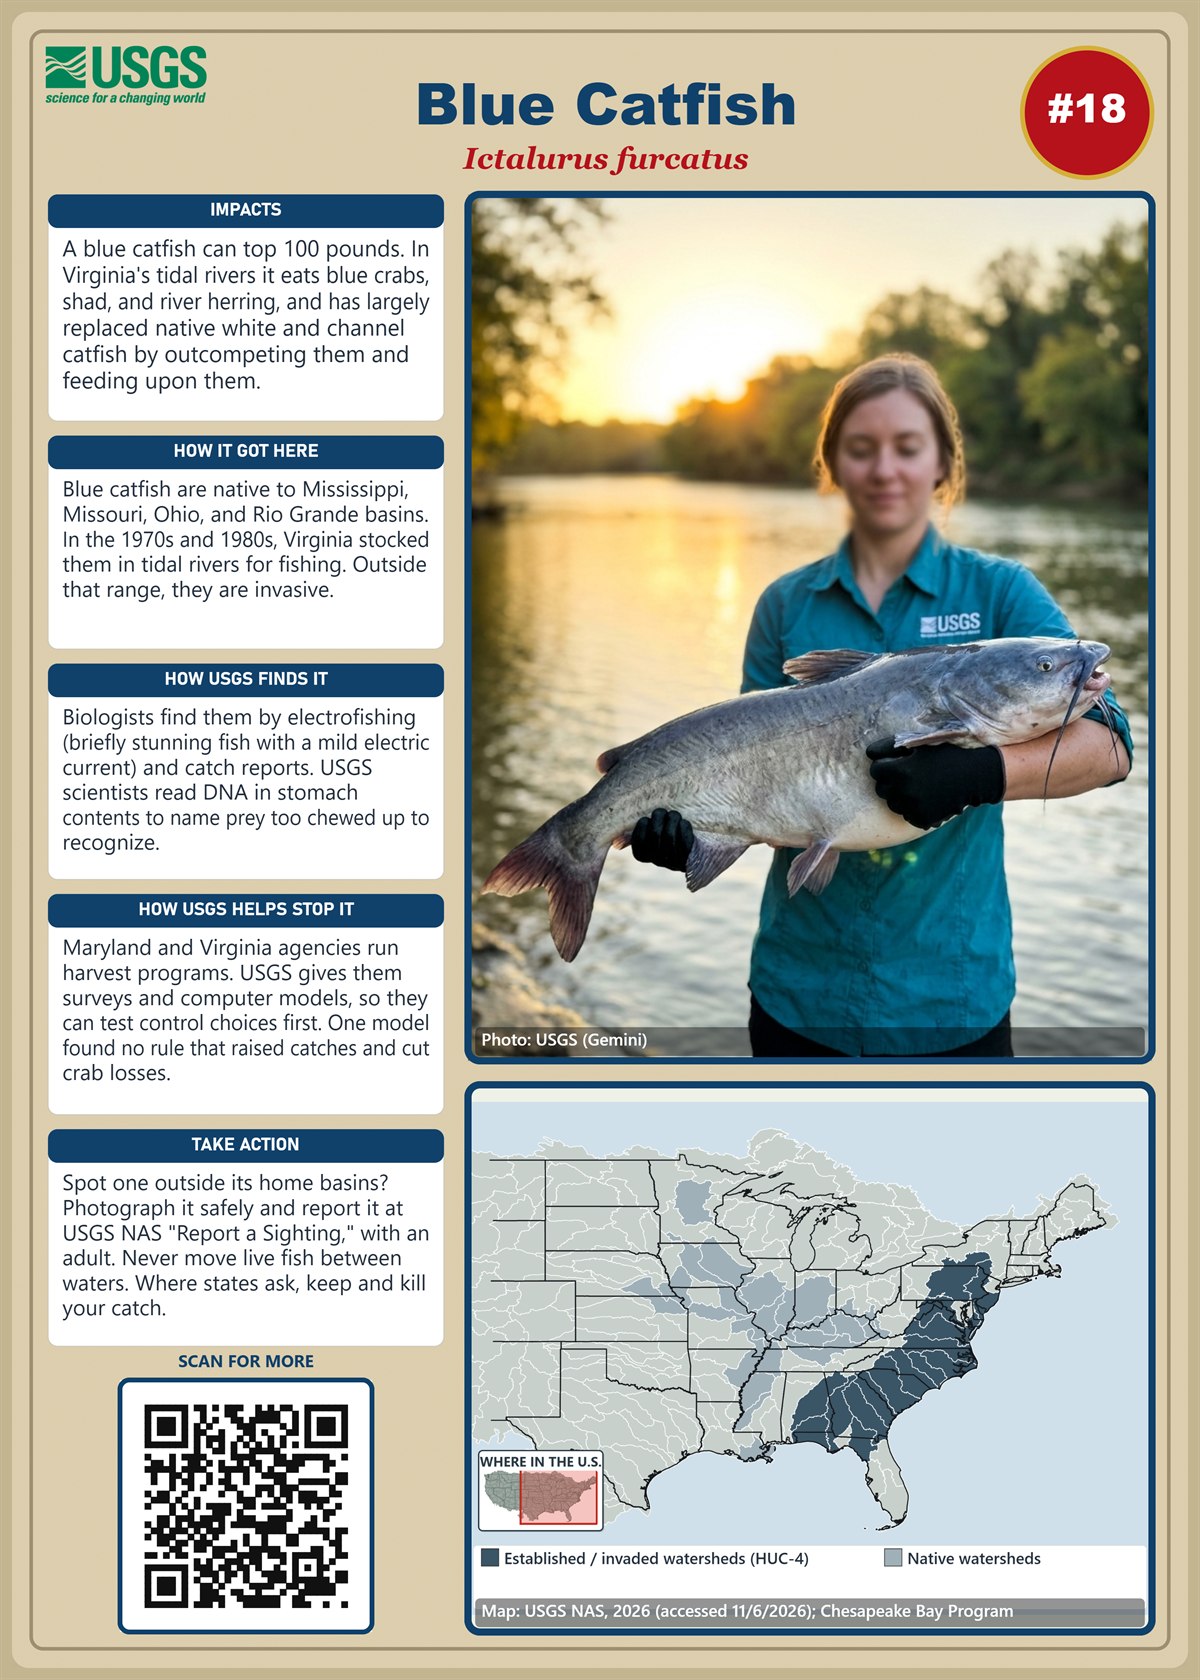 USGS
science for a changing world
Blue Catfish
Ictalurus furcatus
#18
IMPACTS
A blue catfish can top 100 pounds. In
Virginia's tidal rivers it eats blue crabs,
shad, and river herring, and has largely
replaced native white and channel
catfish by outcompeting them and
feeding upon them.
HOW IT GOT HERE
Blue catfish are native to Mississippi,
Missouri, Ohio, and Rio Grande basins.
In the 1970s and 1980s, Virginia stocked
them in tidal rivers for fishing. Outside
that range, they are invasive.
HOW USGS FINDS IT
Biologists find them by electrofishing
(briefly stunning fish with a mild electric
current) and catch reports. USGS
scientists read DNA in stomach
contents to name prey too chewed up to
recognize.
HOW USGS HELPS STOP IT
Maryland and Virginia agencies run
harvest programs. USGS gives them
surveys and computer models, so they
can test control choices first. One model
found no rule that raised catches and cut
crab losses.
TAKE ACTION
Spot one outside its home basins?
Photograph it safely and report it at
USGS NAS "Report a Sighting," with an
adult. Never move live fish between
waters. Where states ask, keep and kill
your catch.
SCAN FOR MORE
USGS
Photo: USGS (Gemini)
WHERE IN THE U.S.
Established / invaded watersheds (HUC-4)
Native watersheds
Map: USGS NAS, 2026 (accessed 11/6/2026); Chesapeake Bay Program